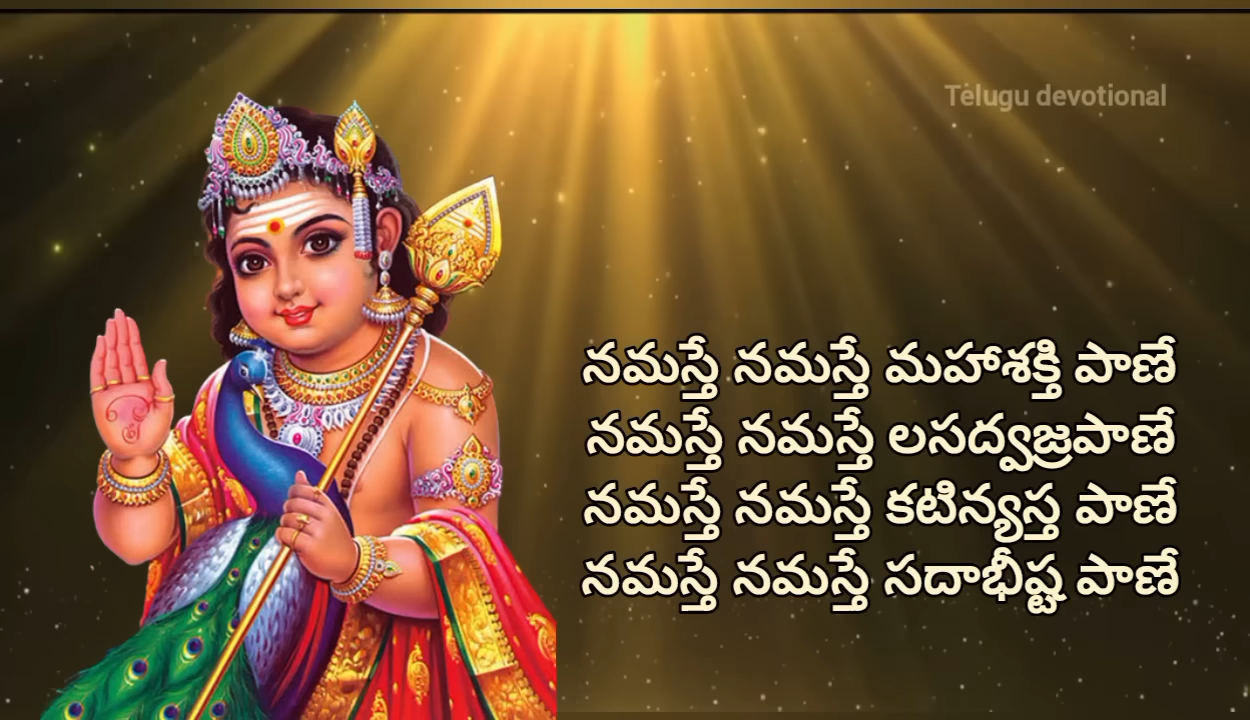 Telugu devotional
నమస్తే నమస్తే మహాశక్తి పాణే
నమస్తే నమస్తే లసద్వజ్రపాణే
నమస్తే నమస్తే కటిన్యస్త పాణే
నమస్తే నమస్తే సదాభీష్ట పాణే